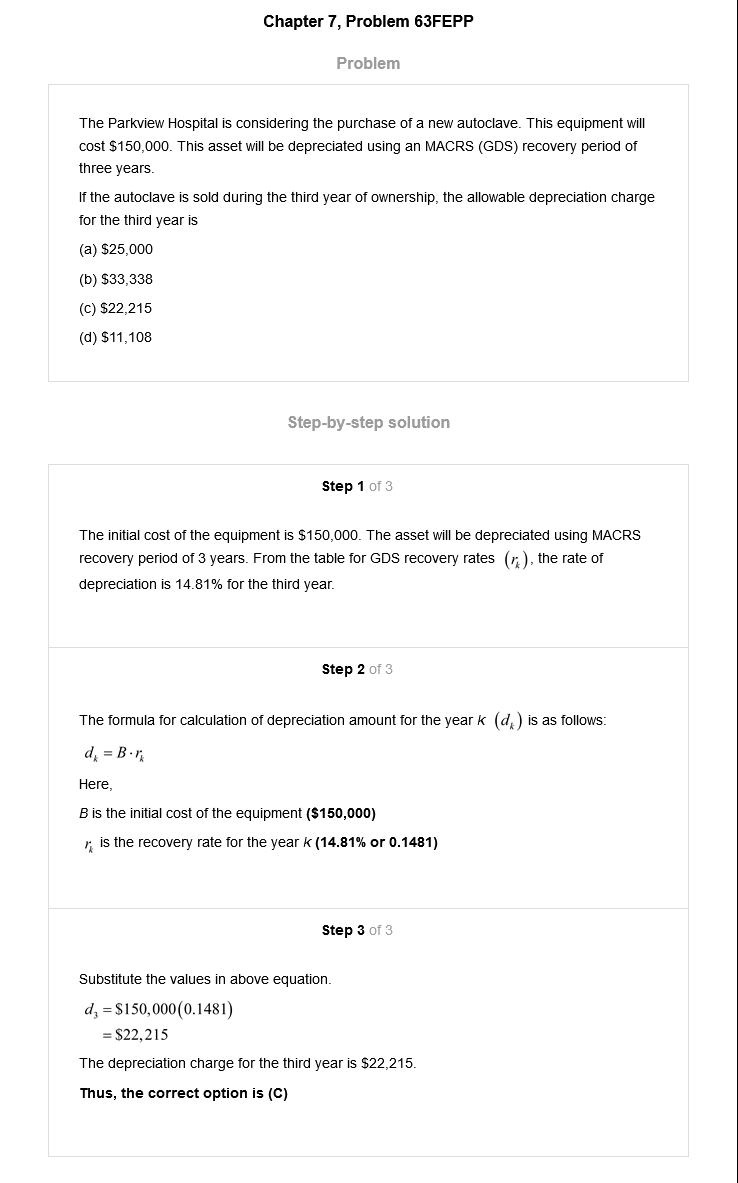 Chapter 7, Problem 63FEPP
Problem
The Parkview Hospital is considering the purchase of a new autoclave. This equipment will
cost $150,000. This asset will be depreciated using an MACRS (GDS) recovery period of
three years.
If the autoclave is sold during the third year of ownership, the allowable depreciation charge
for the third year is
(a) $25,000
(b) $33,338
(c) $22,215
(d) $11,108
Step-by-step solution
Step 1 of 3
The initial cost of the equipment is $150,000. The asset will be depreciated using MACRS
recovery period of 3 years. From the table for GDS recovery rates (rₖ), the rate of
depreciation is 14.81% for the third year.
Step 2 of 3
The formula for calculation of depreciation amount for the year k (dₖ) is as follows:
dₖ = B·rₖ
Here,
B is the initial cost of the equipment ($150,000)
rₖ is the recovery rate for the year k (14.81% or 0.1481)
Step 3 of 3
Substitute the values in above equation.
d₃ = $150,000(0.1481)
= $22,215
The depreciation charge for the third year is $22,215.
Thus, the correct option is (C)